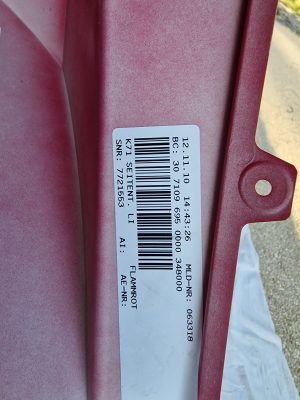 12.11.10 14:43:26 MLD-NR: 063318
BC: 30 7109 695 0000 348000
K71 SEITENT. LI FLAMMROT
SNR: 7721653 AI: AE-NR: